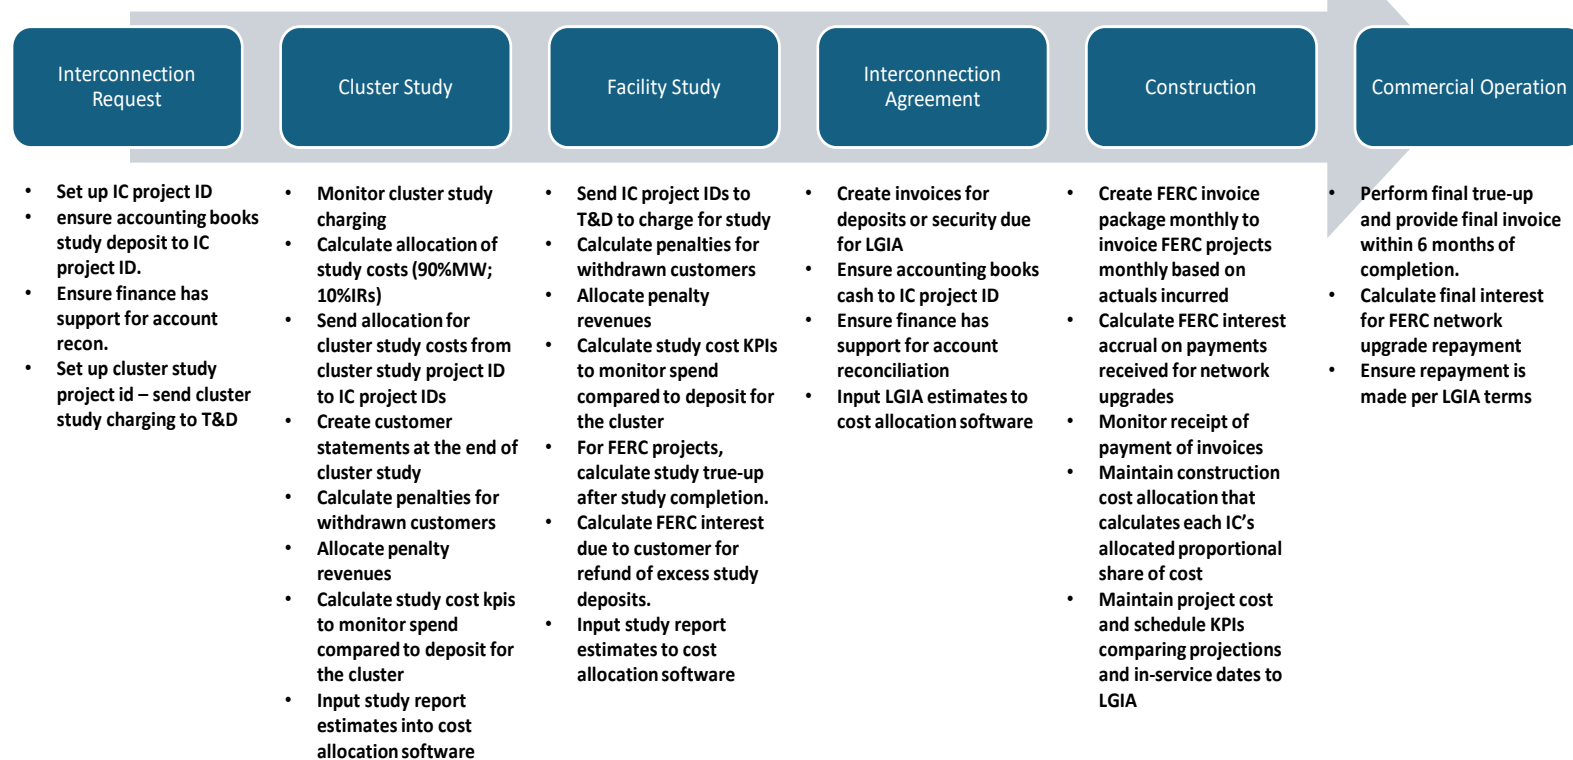 Interconnection
Request
Cluster Study
Facility Study
Interconnection
Agreement
Construction
Commercial Operation
• Set up IC project ID
• ensure accounting books
study deposit to IC
project ID.
• Ensure finance has
support for account
recon.
• Set up cluster study
project id – send cluster
study charging to T&D
• Monitor cluster study
charging
• Calculate allocation of
study costs (90%MW;
10%IRs)
• Send allocation for
cluster study costs from
cluster study project ID
to IC project IDs
• Create customer
statements at the end of
cluster study
• Calculate penalties for
withdrawn customers
• Allocate penalty
revenues
• Calculate study cost kpis
to monitor spend
compared to deposit for
the cluster
• Input study report
estimates into cost
allocation software
• Send IC project IDs to
T&D to charge for study
• Calculate penalties for
withdrawn customers
• Allocate penalty
revenues
• Calculate study cost KPIs
to monitor spend
compared to deposit for
the cluster
• For FERC projects,
calculate study true-up
after study completion.
• Calculate FERC interest
due to customer for
refund of excess study
deposits.
• Input study report
estimates to cost
allocation software
• Create invoices for
deposits or security due
for LGIA
• Ensure accounting books
cash to IC project ID
• Ensure finance has
support for account
reconciliation
• Input LGIA estimates to
cost allocation software
• Create FERC invoice
package monthly to
invoice FERC projects
monthly based on
actuals incurred
• Calculate FERC interest
accrual on payments
received for network
upgrades
• Monitor receipt of
payment of invoices
• Maintain construction
cost allocation that
calculates each IC’s
allocated proportional
share of cost
• Maintain project cost
and schedule KPIs
comparing projections
and in-service dates to
LGIA
• Perform final true-up
and provide final invoice
within 6 months of
completion.
• Calculate final interest
for FERC network
upgrade repayment
• Ensure repayment is
made per LGIA terms